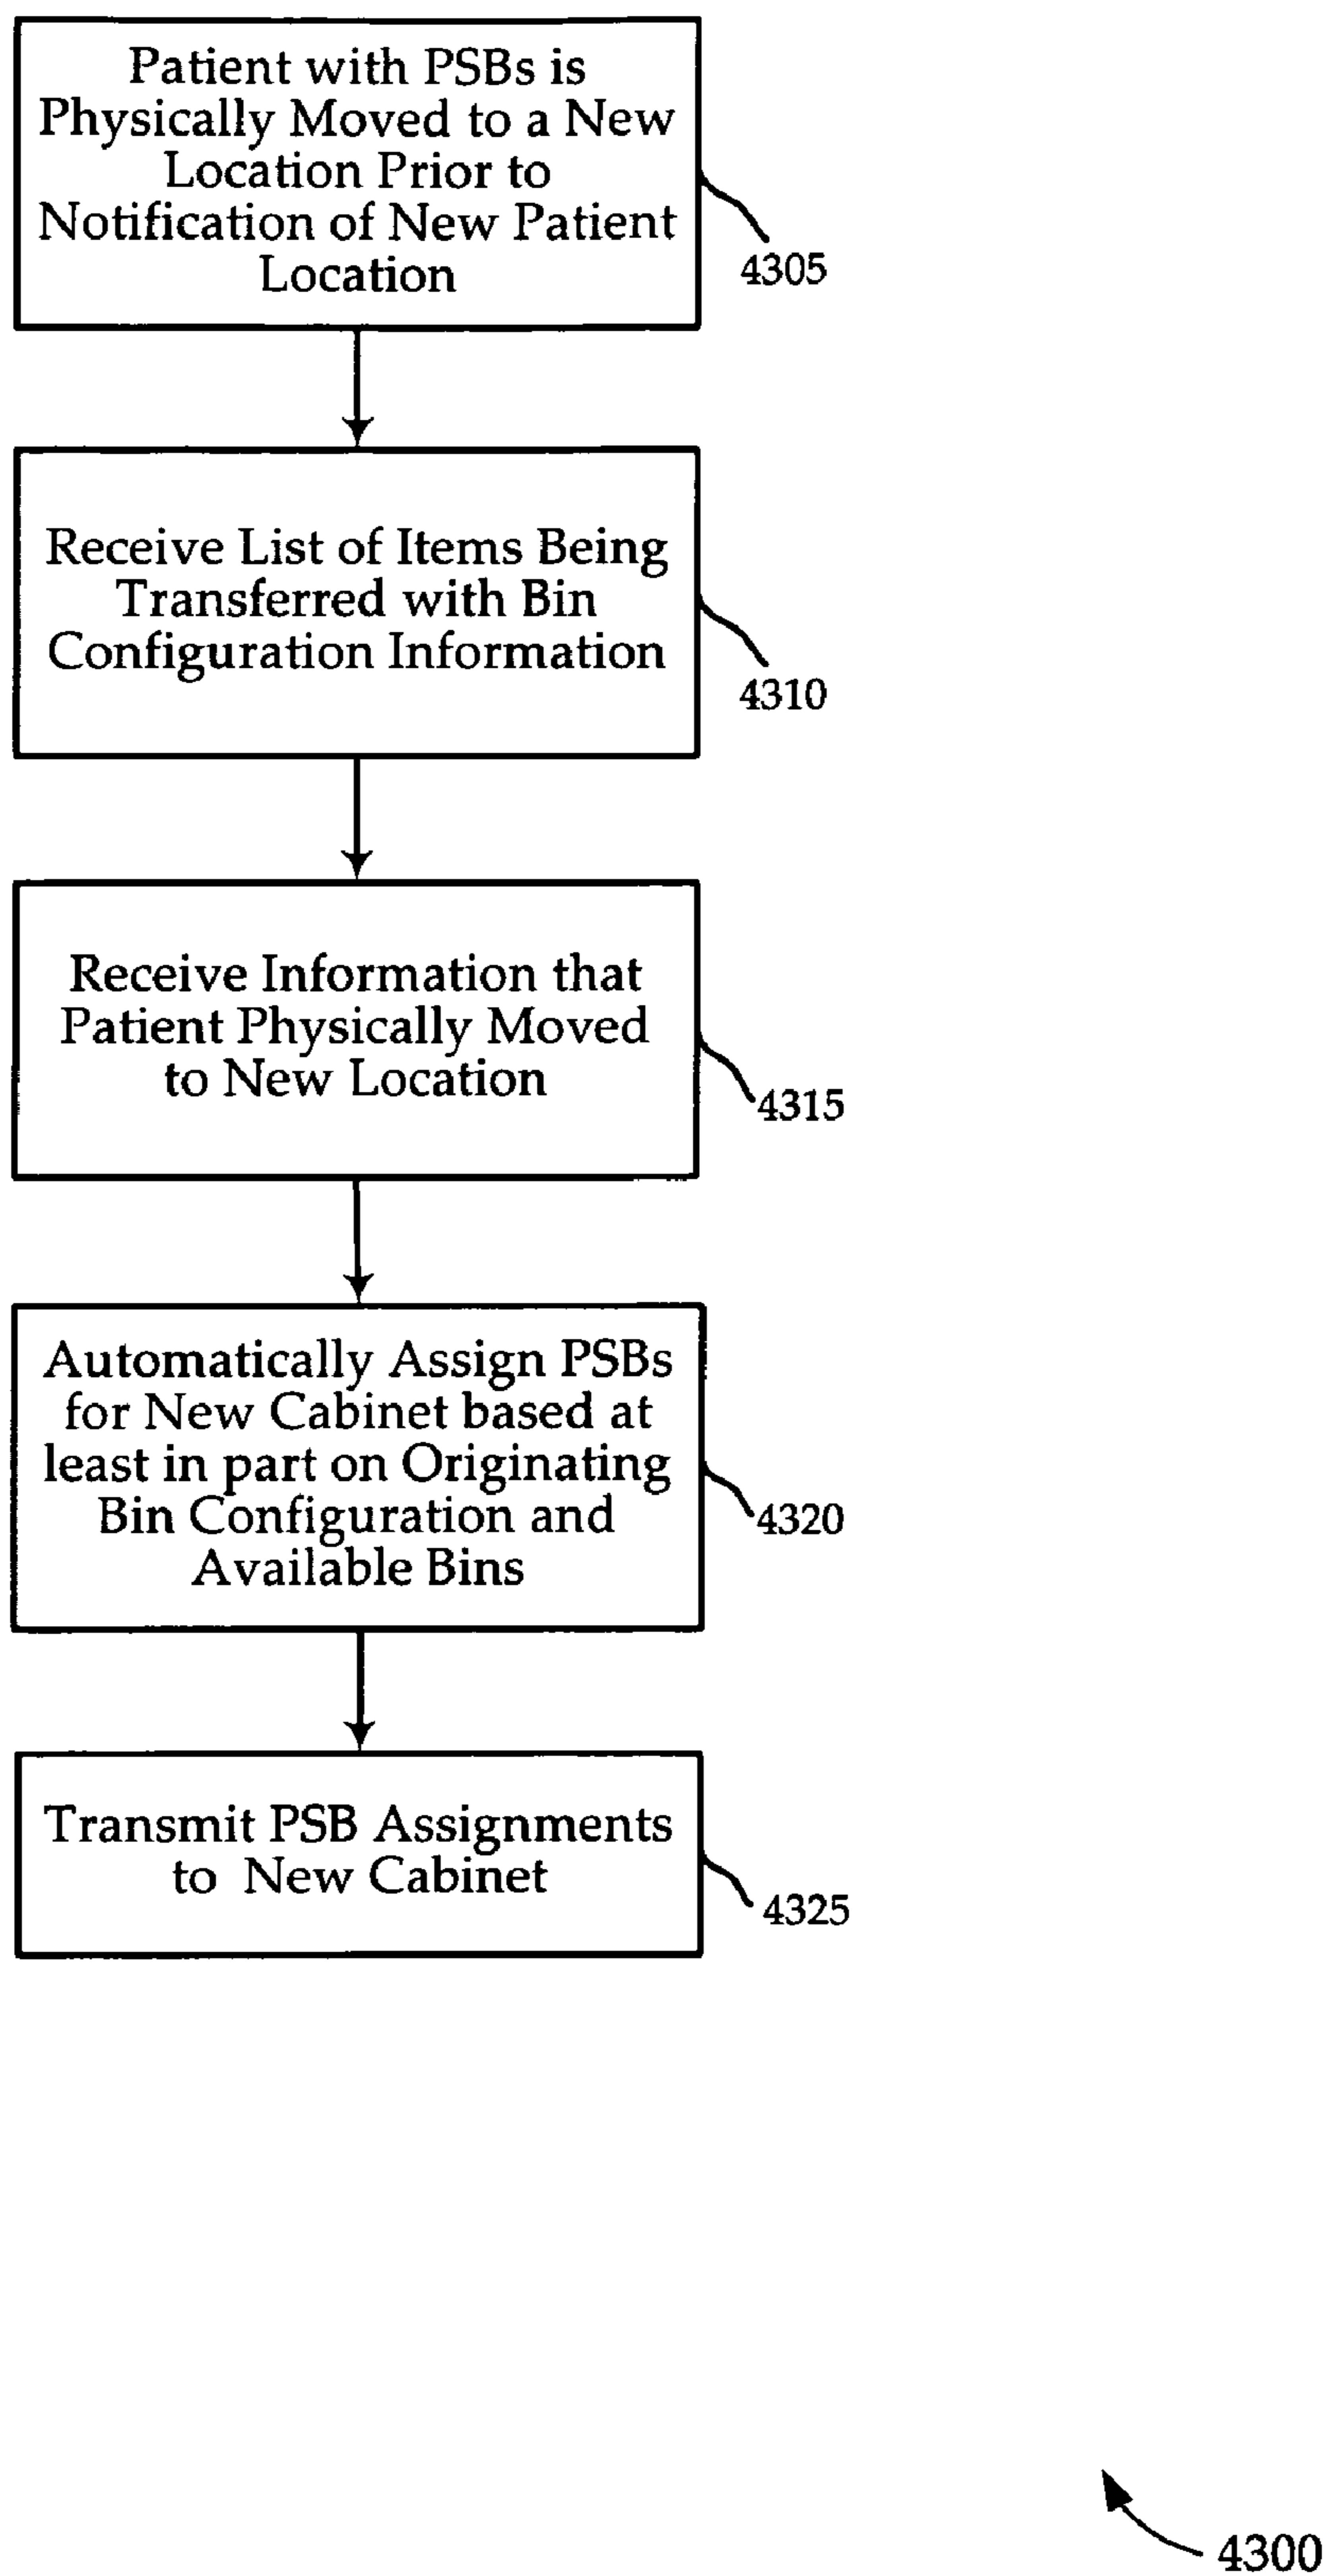 Patient with PSBs is
Physically Moved to a New
Location Prior to
Notification of New Patient
Location
4305
Receive List of Items Being
Transferred with Bin
Configuration Information
4310
Receive Information that
Patient Physically Moved
to New Location
4315
Automatically Assign PSBs
for New Cabinet based at
least in part on Originating
Bin Configuration and
Available Bins
4320
Transmit PSB Assignments
to New Cabinet
4325
4300